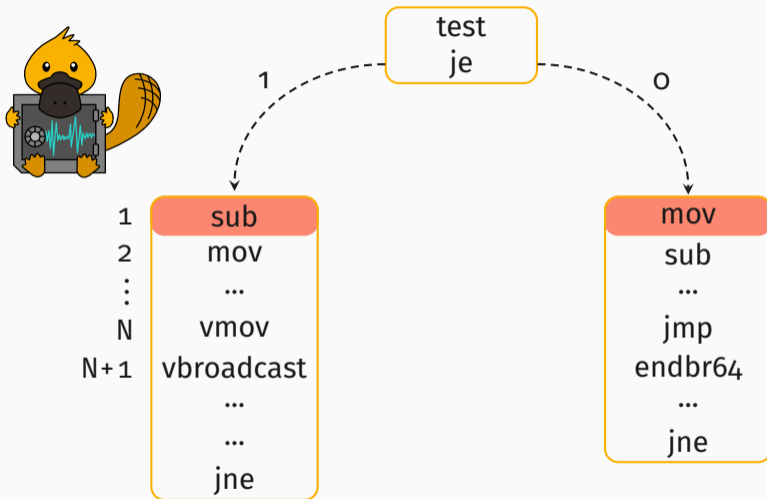 test
je
1
0
1 sub
2 mov
⋮ ...
N vmov
N+1 vbroadcast
...
...
jne
mov
sub
...
jmp
endbr64
...
jne